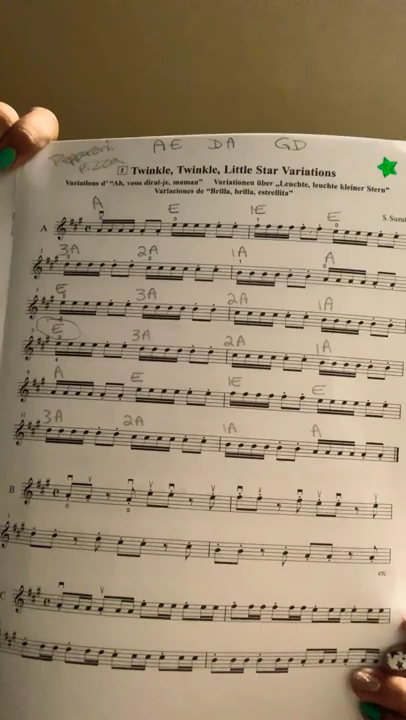 AE DA GD
Pepperoni
Pizza
1 Twinkle, Twinkle, Little Star Variations
Variations d' "Ah, vous dirai-je, maman" Variationen über „Leuchte, leuchte kleiner Stern"
Variaciones de "Brilla, brilla, estrellita"
A E 1E E
A
3A 2A 1A A
E 3A 2A 1A
E 3A 2A 1A
A E 1E E
3A 2A 1A A
B
etc.
C